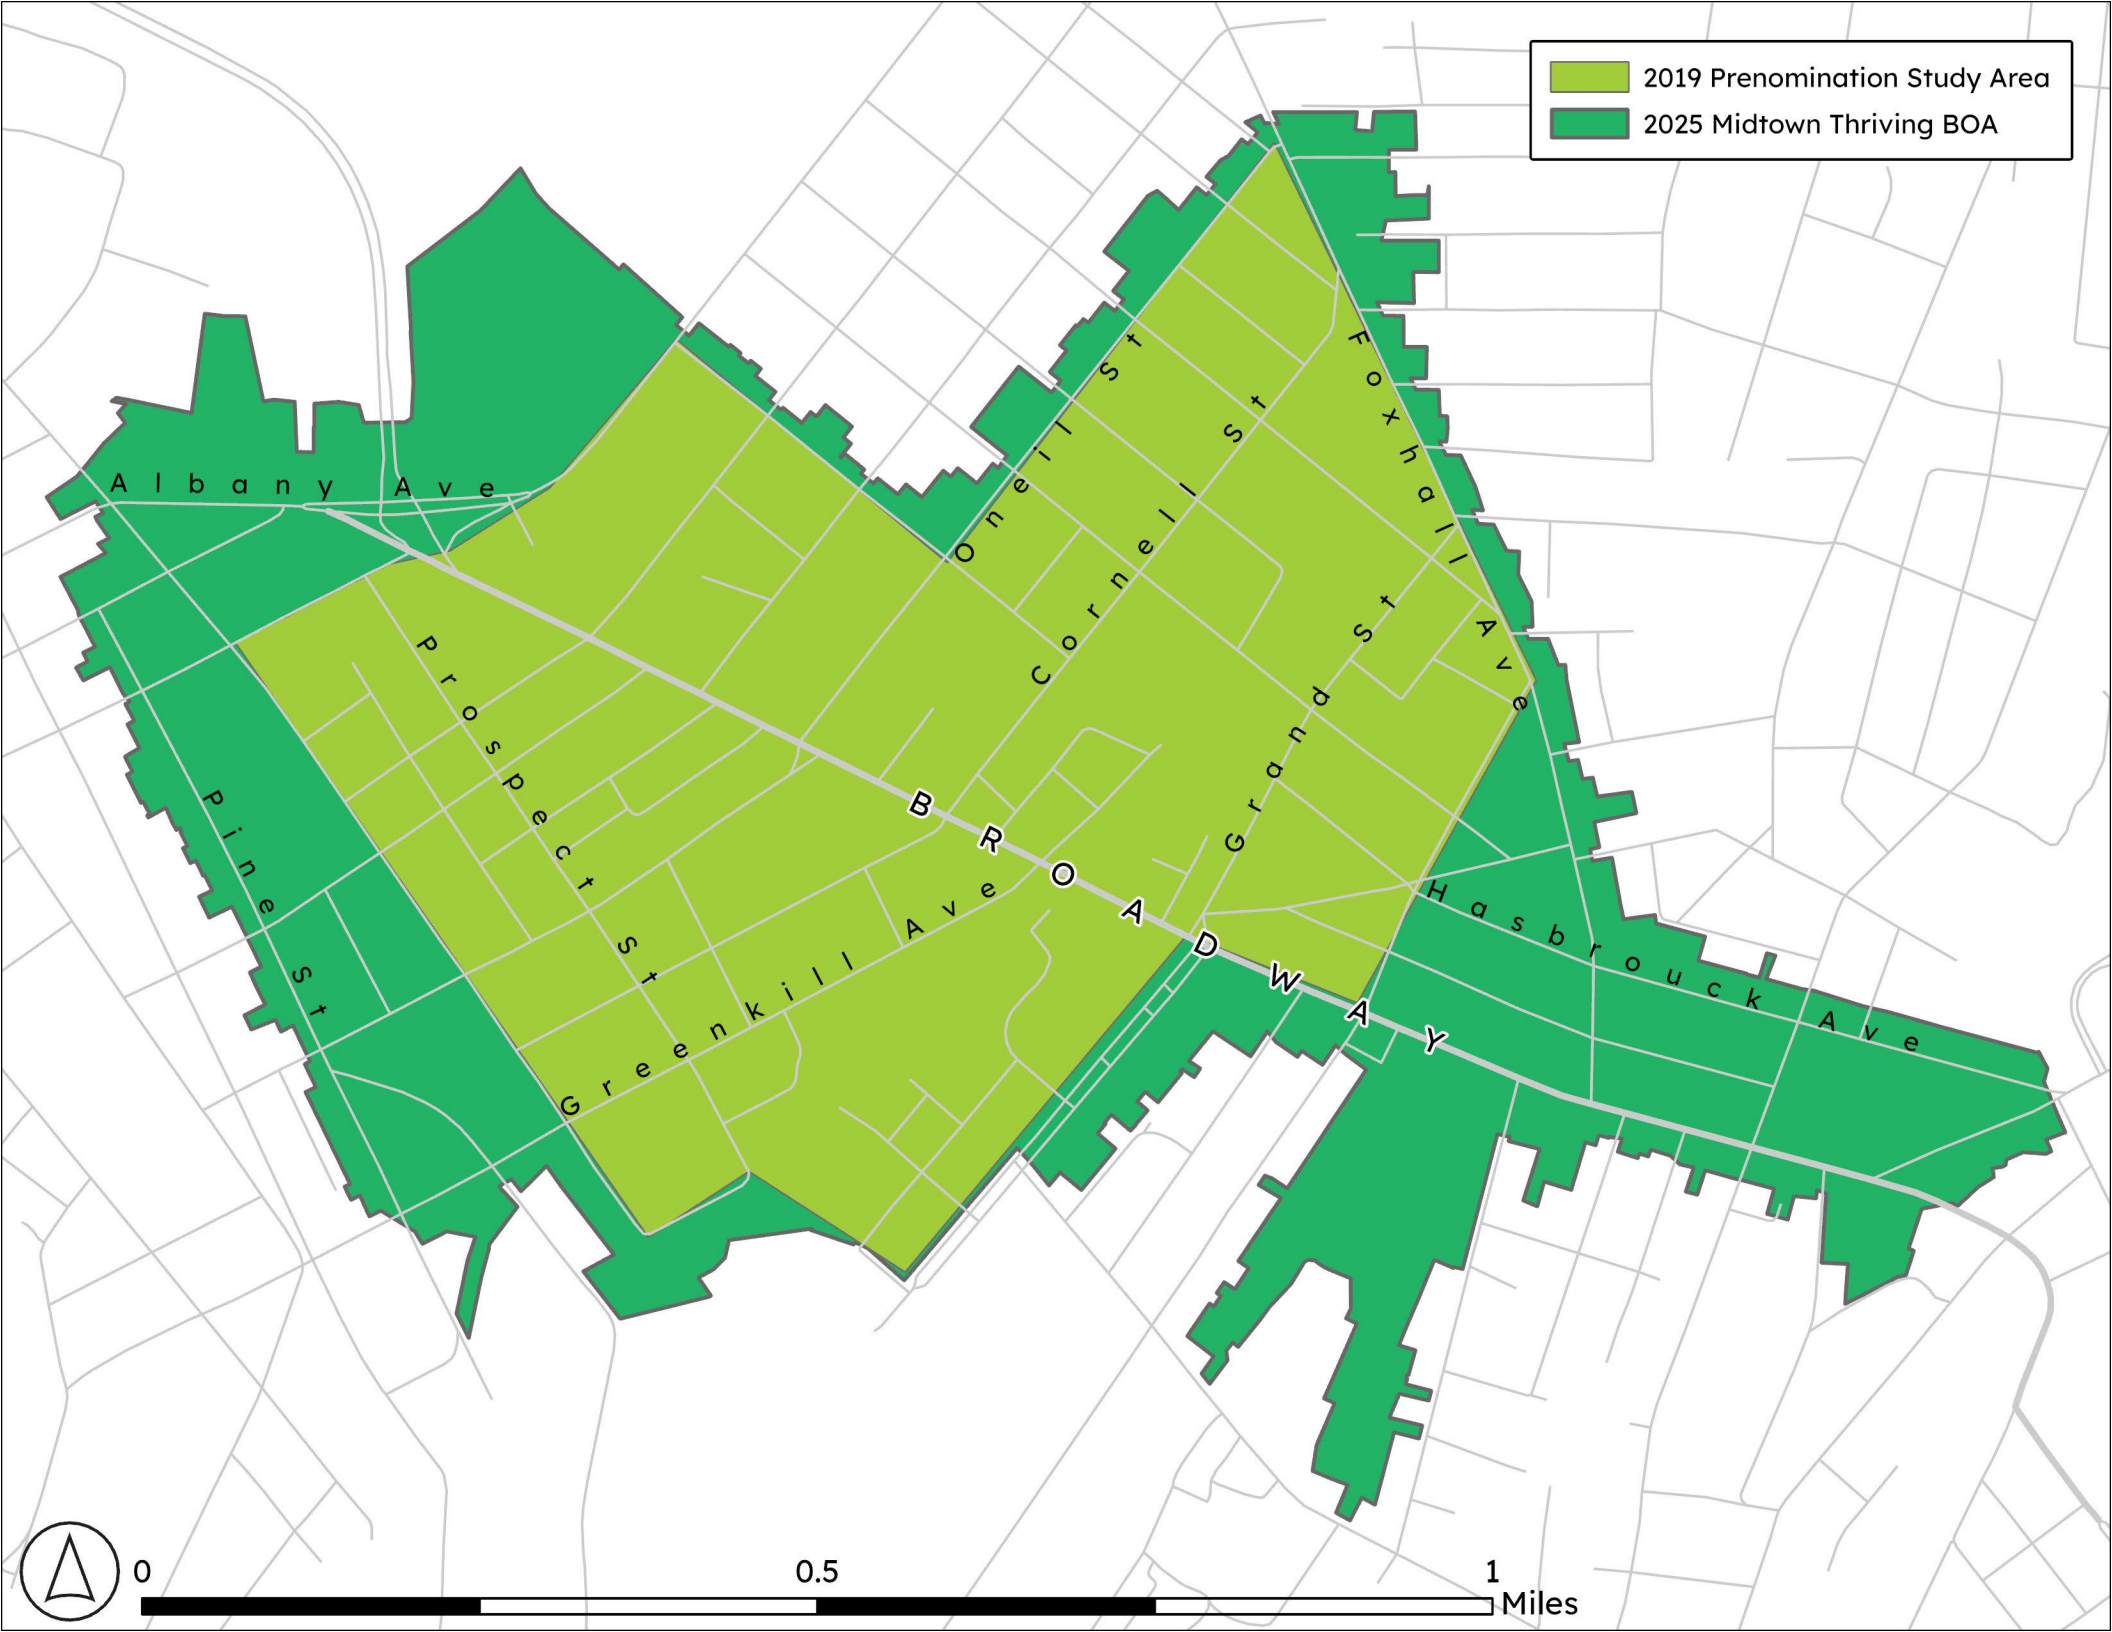 2019 Prenomination Study Area
2025 Midtown Thriving BOA
Albany Ave
Oneil St
Cornell St
Foxhall Ave
Prospect St
Grand St
Pine St
BROADWAY
Greenkill Ave
Hasbrouck Ave
0 0.5 1
Miles